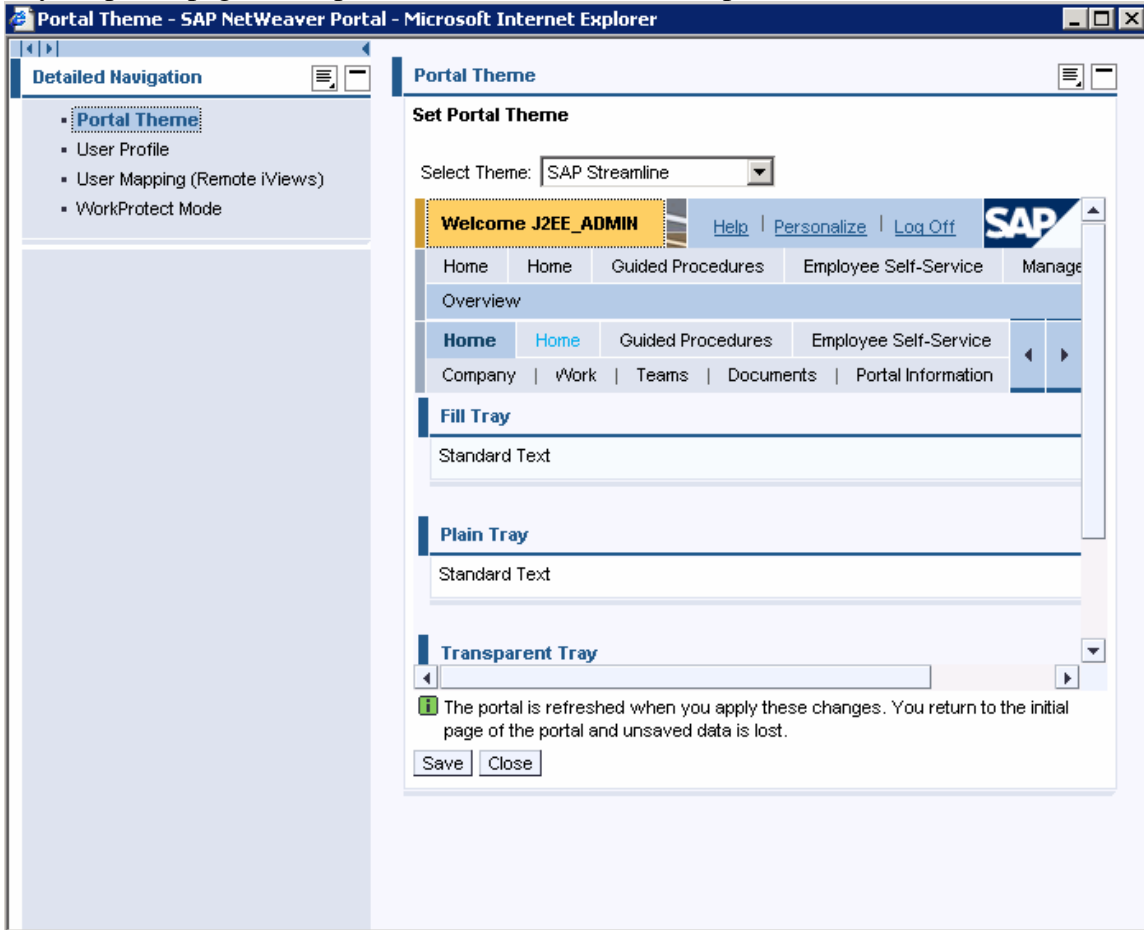 Portal Theme - SAP NetWeaver Portal - Microsoft Internet Explorer
Detailed Navigation
Portal Theme
User Profile
User Mapping (Remote iViews)
WorkProtect Mode
Portal Theme
Set Portal Theme
Select Theme: SAP Streamline
Welcome J2EE_ADMIN Help | Personalize | Log Off SAP
Home Home Guided Procedures Employee Self-Service Manage
Overview
Home Home Guided Procedures Employee Self-Service
Company | Work | Teams | Documents | Portal Information
Fill Tray
Standard Text
Plain Tray
Standard Text
Transparent Tray
The portal is refreshed when you apply these changes. You return to the initial
page of the portal and unsaved data is lost.
Save Close